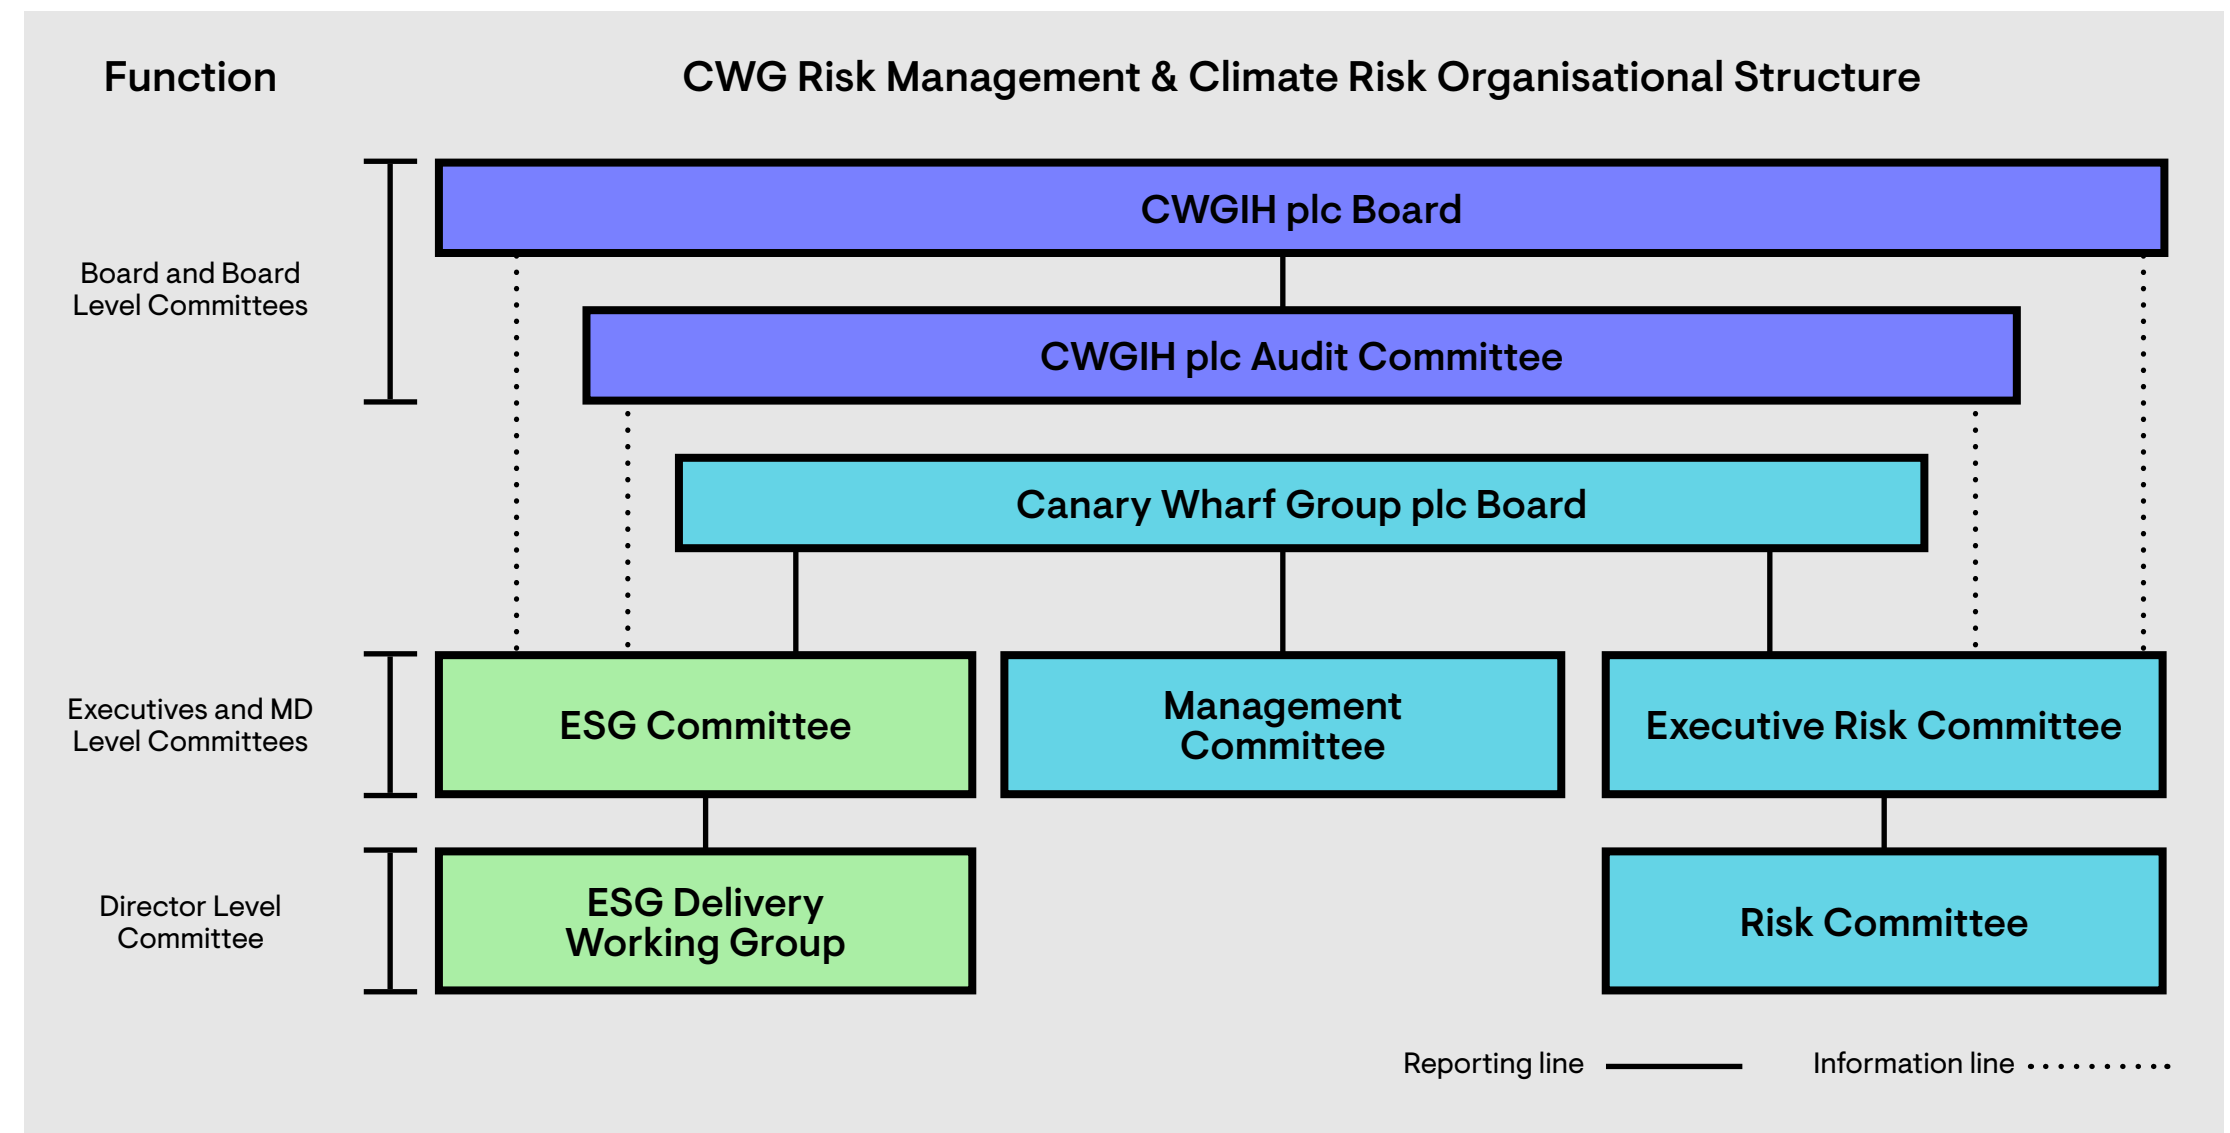 Function
CWG Risk Management & Climate Risk Organisational Structure
Board and Board
Level Committees
CWGIH plc Board
CWGIH plc Audit Committee
Canary Wharf Group plc Board
Executives and MD
Level Committees
ESG Committee
Management
Committee
Executive Risk Committee
Director Level
Committee
ESG Delivery
Working Group
Risk Committee
Reporting line
Information line